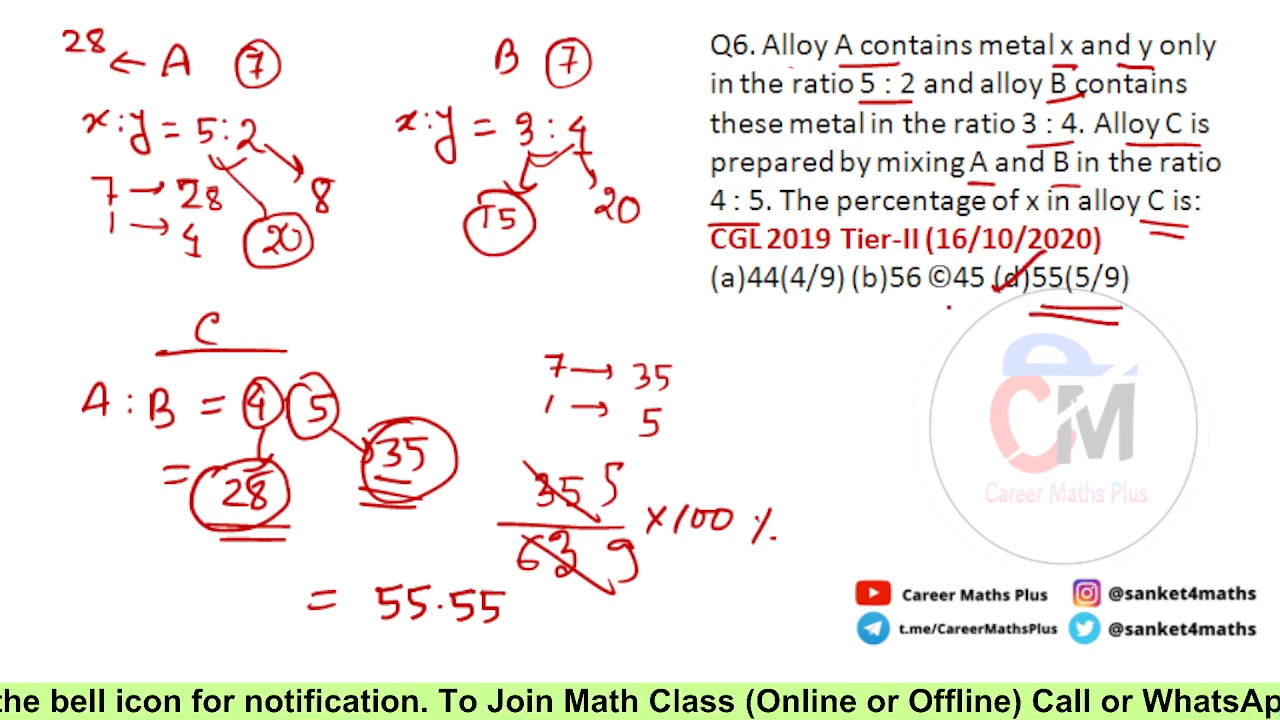 28 ← A 7
x : y = 5 : 2
7 → 28
1 → 4
20
8
B 7
x : y = 3 : 4
15
20
Q6. Alloy A contains metal x and y only
in the ratio 5 : 2 and alloy B contains
these metal in the ratio 3 : 4. Alloy C is
prepared by mixing A and B in the ratio
4 : 5. The percentage of x in alloy C is:
CGL 2019 Tier-II (16/10/2020)
(a)44(4/9) (b)56 ©45 (d)55(5/9)
C
A : B = 4 5
= 28 35
7 → 35
1 → 5
35 5
63 9
×100 %
= 55.55
CM
Career Maths Plus
Career Maths Plus @sanket4maths
t.me/CareerMathsPlus @sanket4maths
the bell icon for notification. To Join Math Class (Online or Offline) Call or WhatsAp